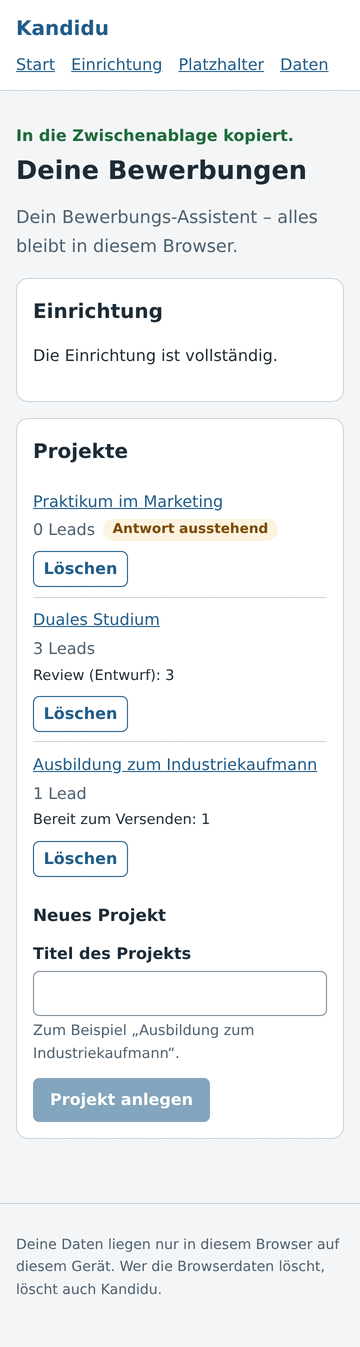 Kandidu
Start Einrichtung Platzhalter Daten
In die Zwischenablage kopiert.
Deine Bewerbungen
Dein Bewerbungs-Assistent – alles
bleibt in diesem Browser.
Einrichtung
Die Einrichtung ist vollständig.
Projekte
Praktikum im Marketing
0 Leads Antwort ausstehend
Löschen
Duales Studium
3 Leads
Review (Entwurf): 3
Löschen
Ausbildung zum Industriekaufmann
1 Lead
Bereit zum Versenden: 1
Löschen
Neues Projekt
Titel des Projekts
Zum Beispiel „Ausbildung zum
Industriekaufmann“.
Projekt anlegen
Deine Daten liegen nur in diesem Browser auf
diesem Gerät. Wer die Browserdaten löscht,
löscht auch Kandidu.